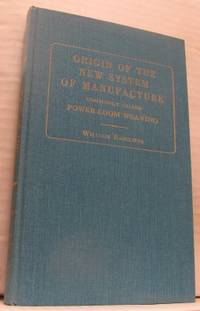 ORIGIN OF THE
NEW SYSTEM
OF MANUFACTURE
COMMONLY CALLED
POWER-LOOM WEAVING
WILLIAM RADCLIFFE